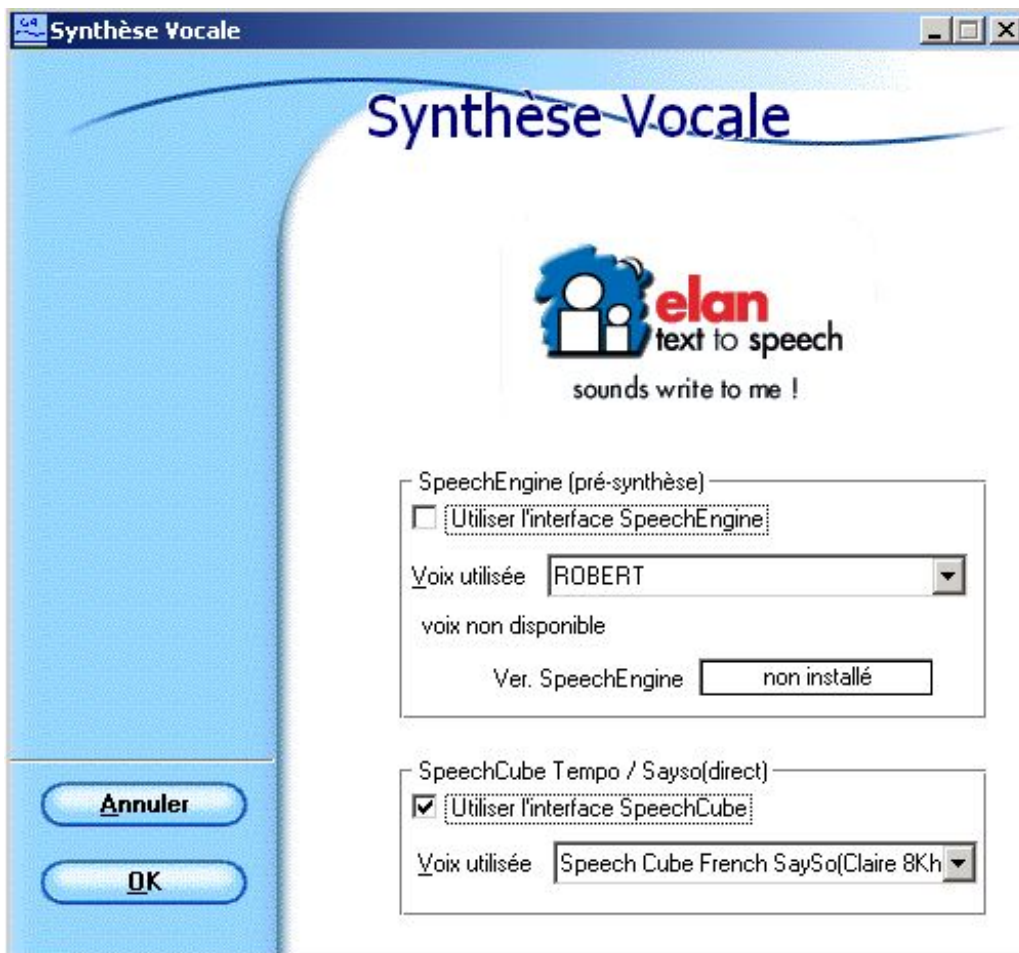 Synthèse Vocale
Synthèse Vocale
elan
text to speech
sounds write to me !
SpeechEngine (pré-synthèse)
Utiliser l'interface SpeechEngine
Voix utilisée ROBERT
voix non disponible
Ver. SpeechEngine non installé
SpeechCube Tempo / Sayso(direct)
Utiliser l'interface SpeechCube
Voix utilisée Speech Cube French SaySo(Claire 8Kh
Annuler
OK